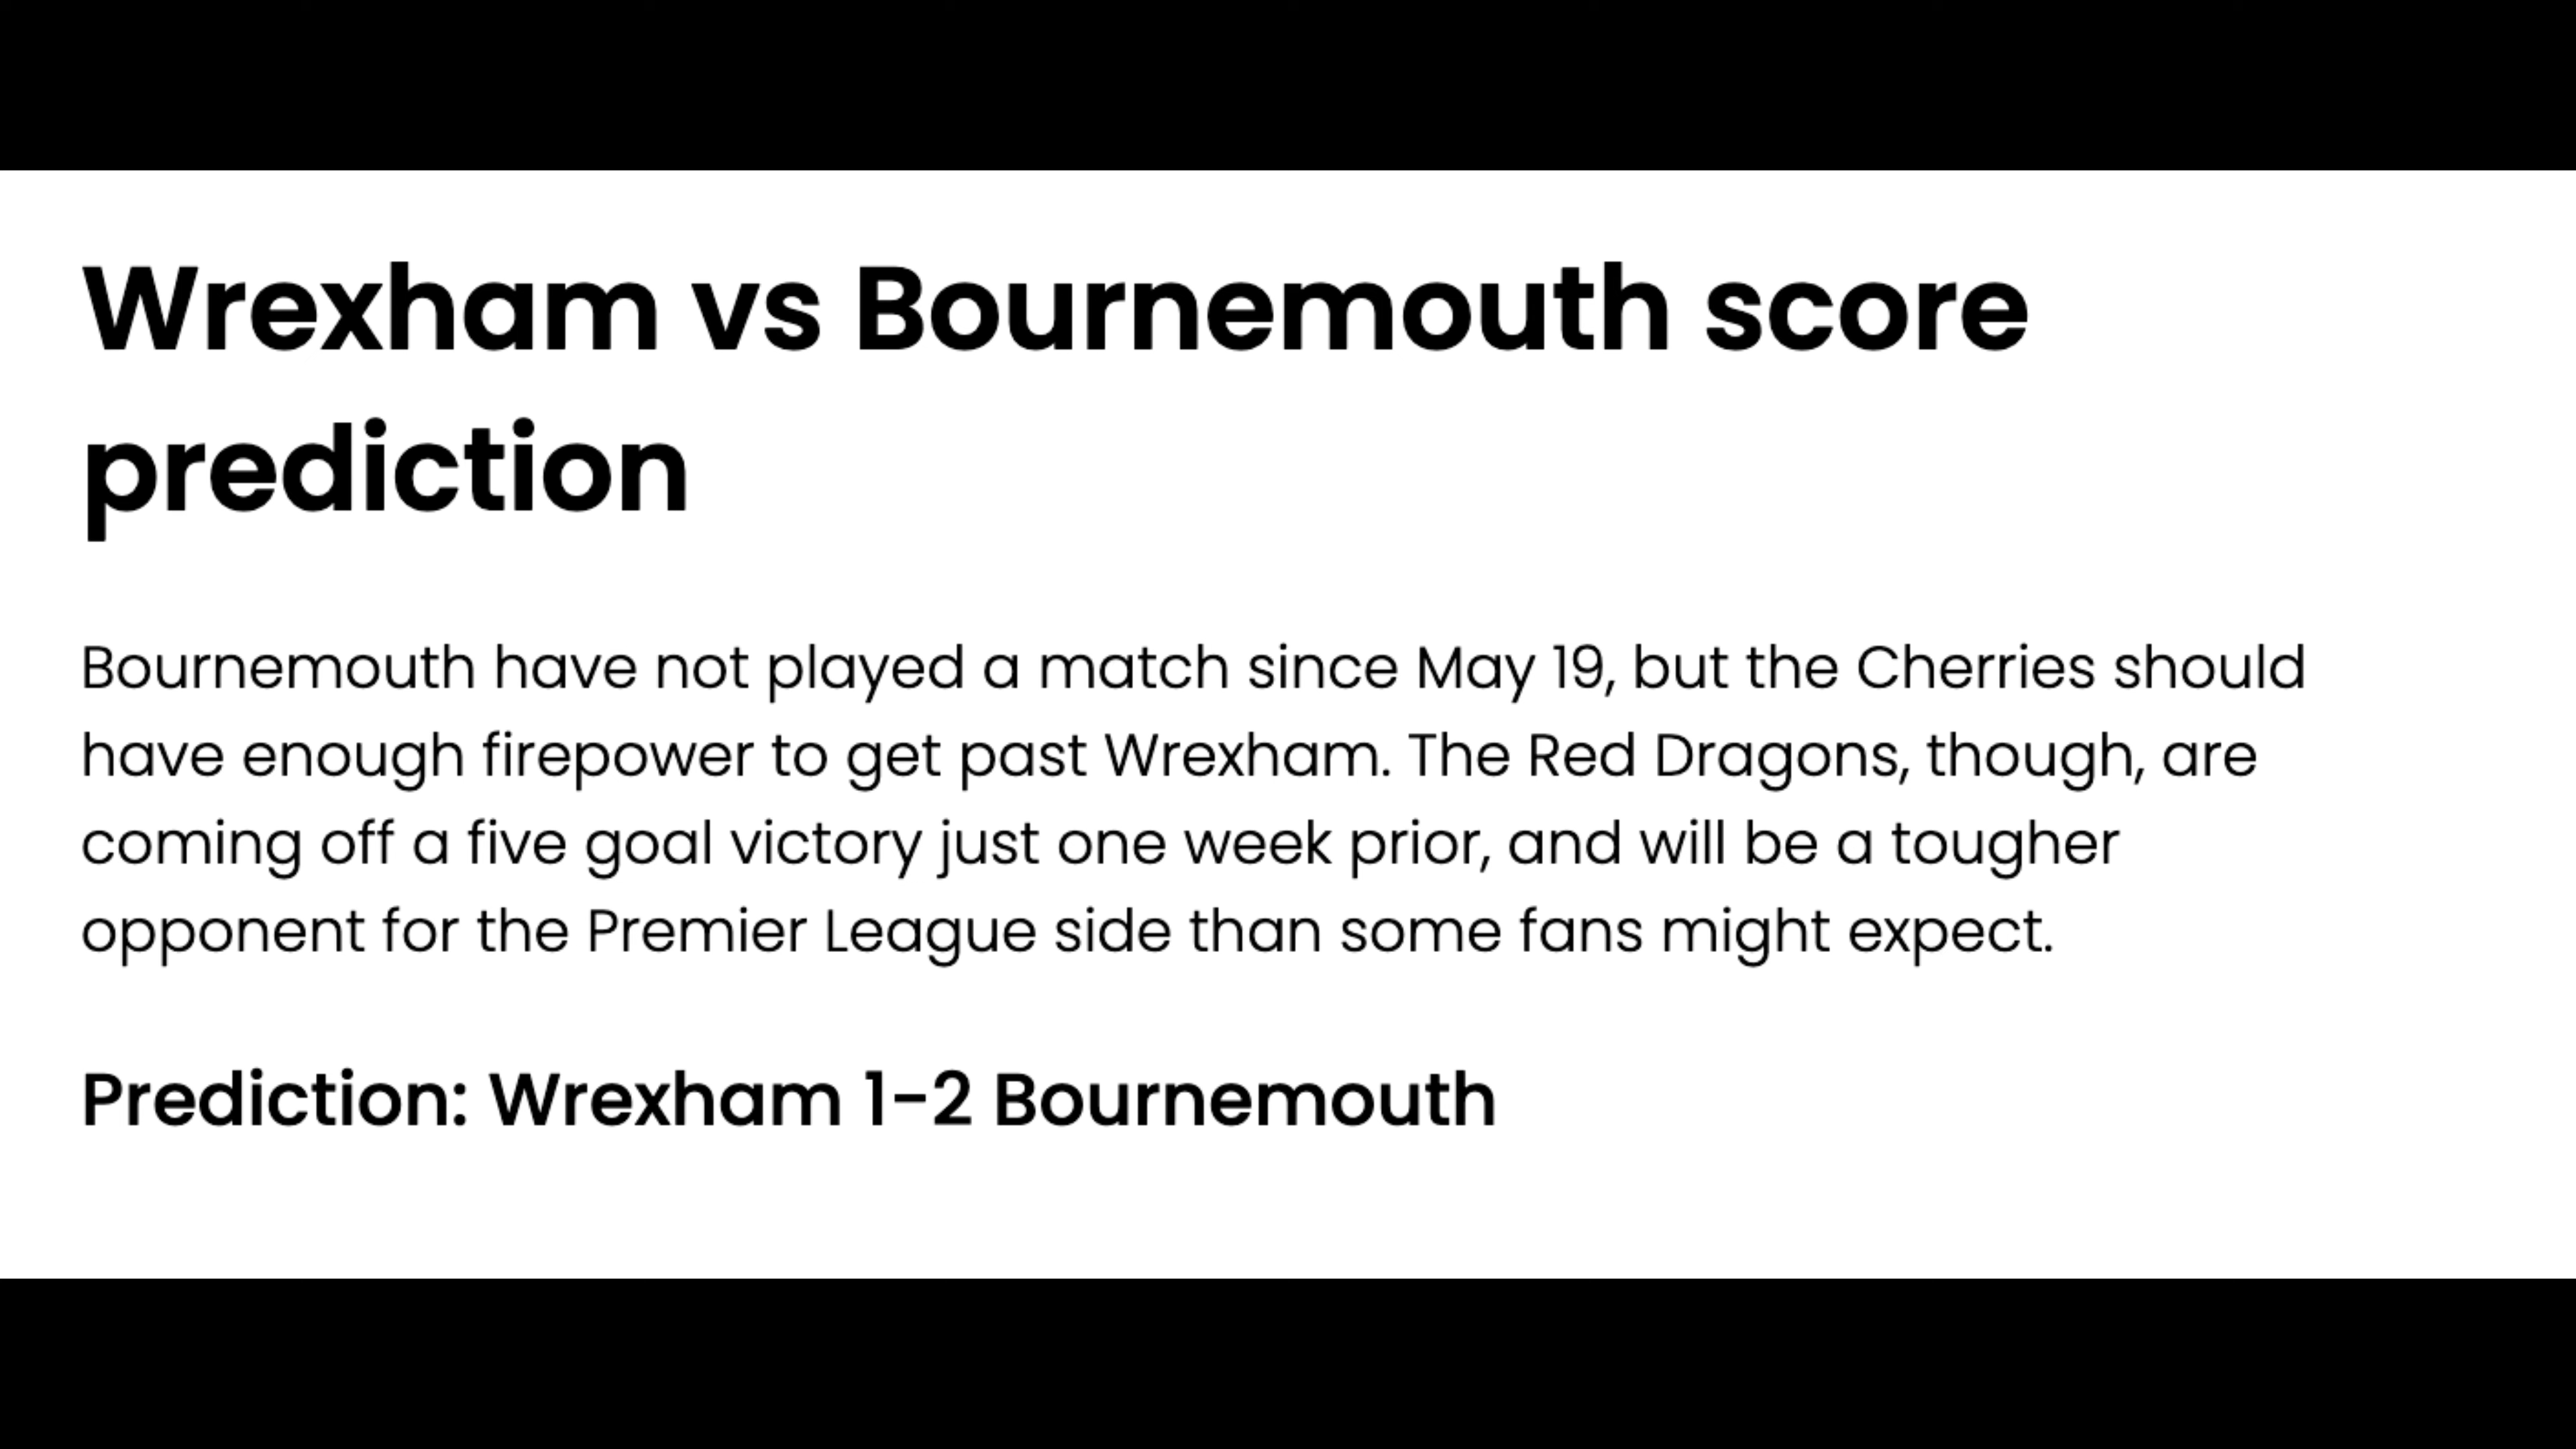 Wrexham vs Bournemouth score
prediction
Bournemouth have not played a match since May 19, but the Cherries should
have enough firepower to get past Wrexham. The Red Dragons, though, are
coming off a five goal victory just one week prior, and will be a tougher
opponent for the Premier League side than some fans might expect.
Prediction: Wrexham 1-2 Bournemouth